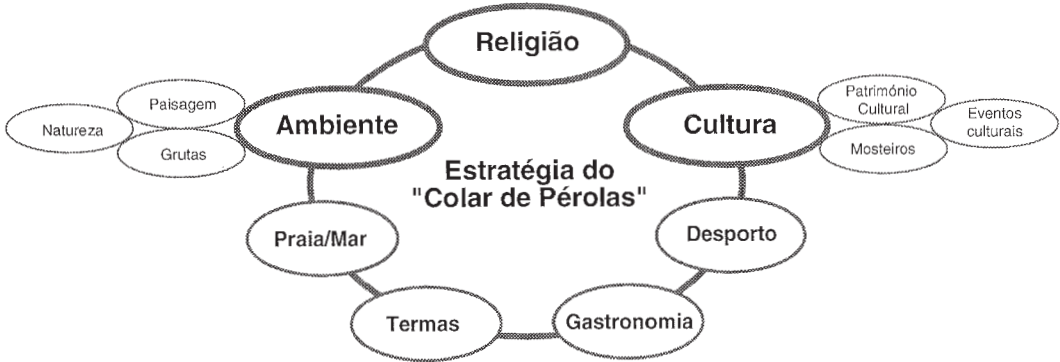 Religião
Ambiente
Cultura
Paisagem
Natureza
Grutas
Património
Cultural
Eventos
culturais
Mosteiros
Estratégia do
"Colar de Pérolas"
Praia/Mar
Desporto
Termas
Gastronomia